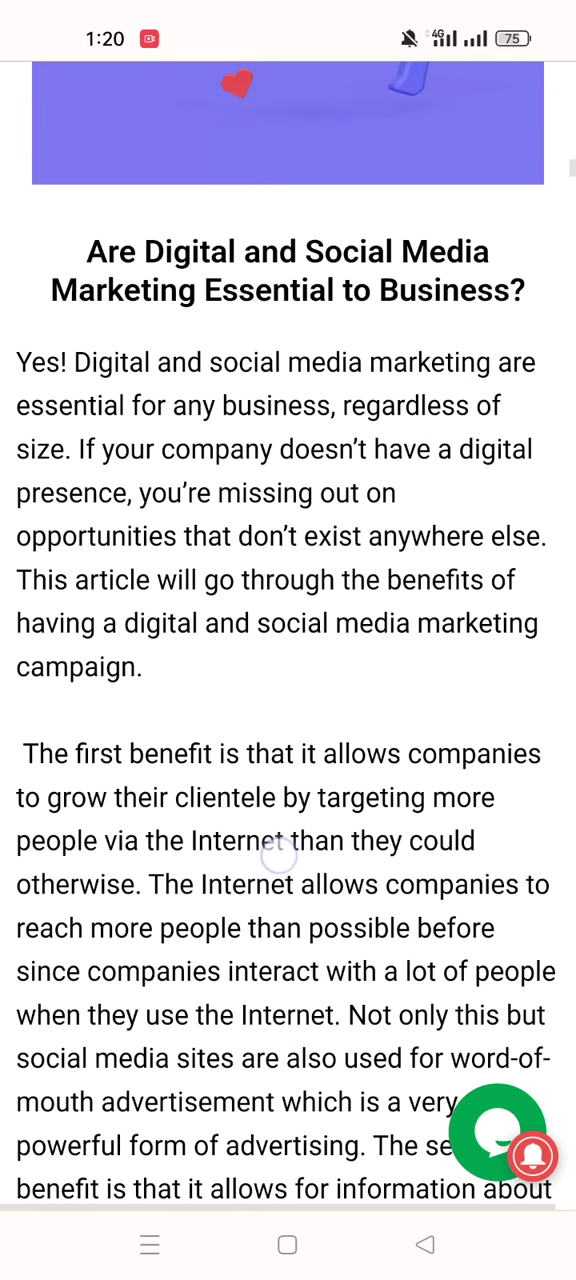 1:20
4G
75
Are Digital and Social Media
Marketing Essential to Business?
Yes! Digital and social media marketing are
essential for any business, regardless of
size. If your company doesn’t have a digital
presence, you’re missing out on
opportunities that don’t exist anywhere else.
This article will go through the benefits of
having a digital and social media marketing
campaign.
The first benefit is that it allows companies
to grow their clientele by targeting more
people via the Internet than they could
otherwise. The Internet allows companies to
reach more people than possible before
since companies interact with a lot of people
when they use the Internet. Not only this but
social media sites are also used for word-of-
mouth advertisement which is a very
powerful form of advertising. The
benefit is that it allows for information about